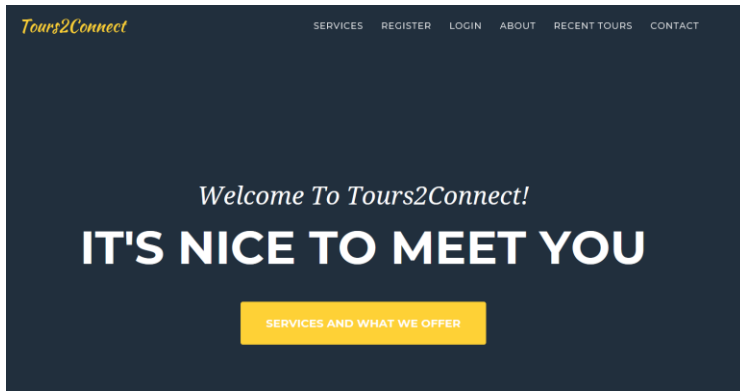 Tours2Connect
SERVICES REGISTER LOGIN ABOUT RECENT TOURS CONTACT
Welcome To Tours2Connect!
IT'S NICE TO MEET YOU
SERVICES AND WHAT WE OFFER